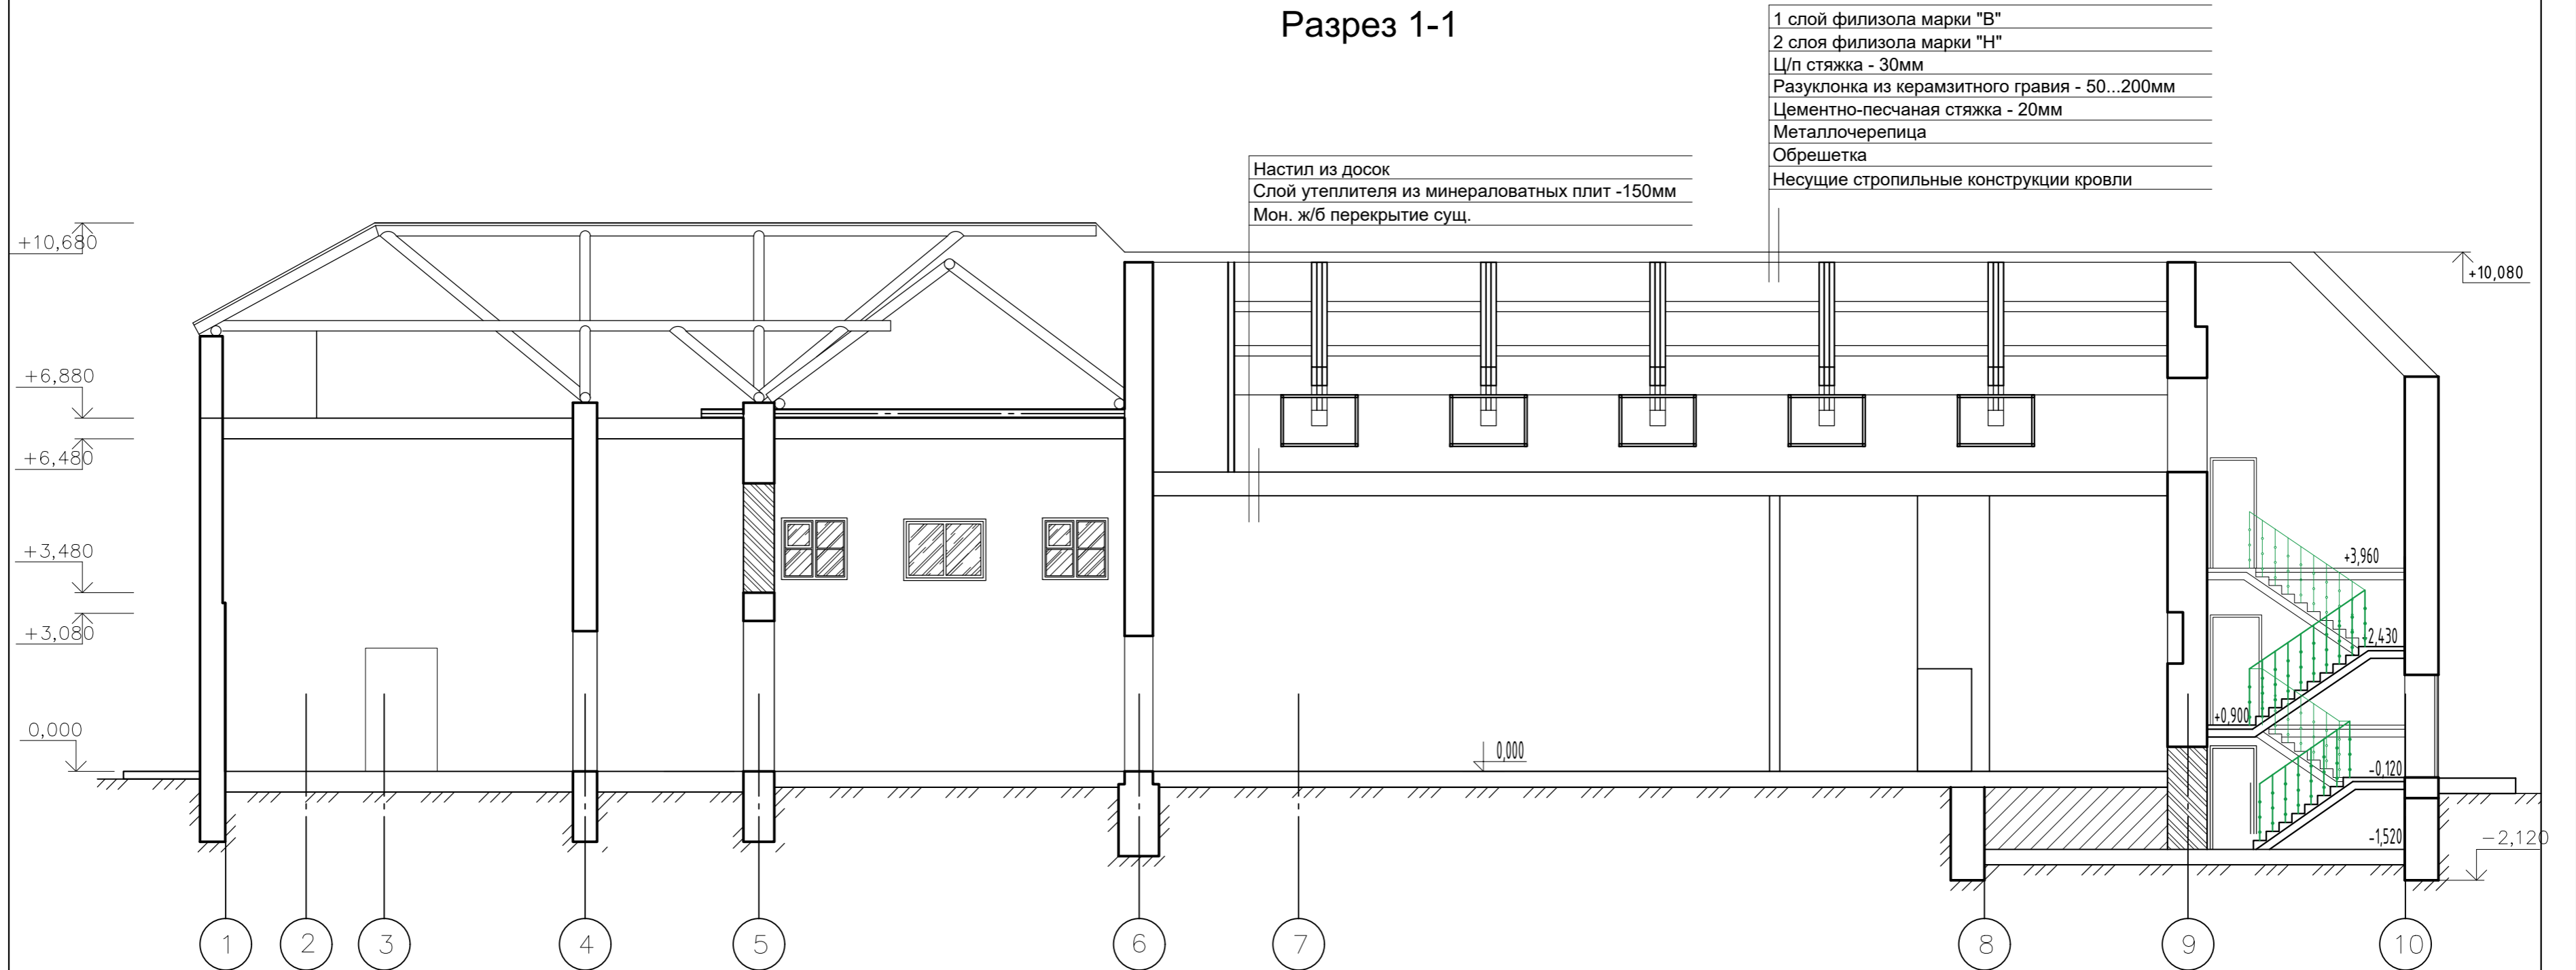 Разрез 1-1
1 слой филизола марки "В"
2 слоя филизола марки "Н"
Ц/п стяжка - 30мм
Разуклонка из керамзитного гравия - 50...200мм
Цементно-песчаная стяжка - 20мм
Металлочерепица
Обрешетка
Несущие стропильные конструкции кровли
Настил из досок
Слой утеплителя из минераловатных плит -150мм
Мон. ж/б перекрытие сущ.
+10,680
+10,080
+6,880
+6,480
+3,480
+3,960
+3,080
+2,430
+0,900
0,000
0,000
-0,120
-1,520
-2,120
1
2
3
4
5
6
7
8
9
10